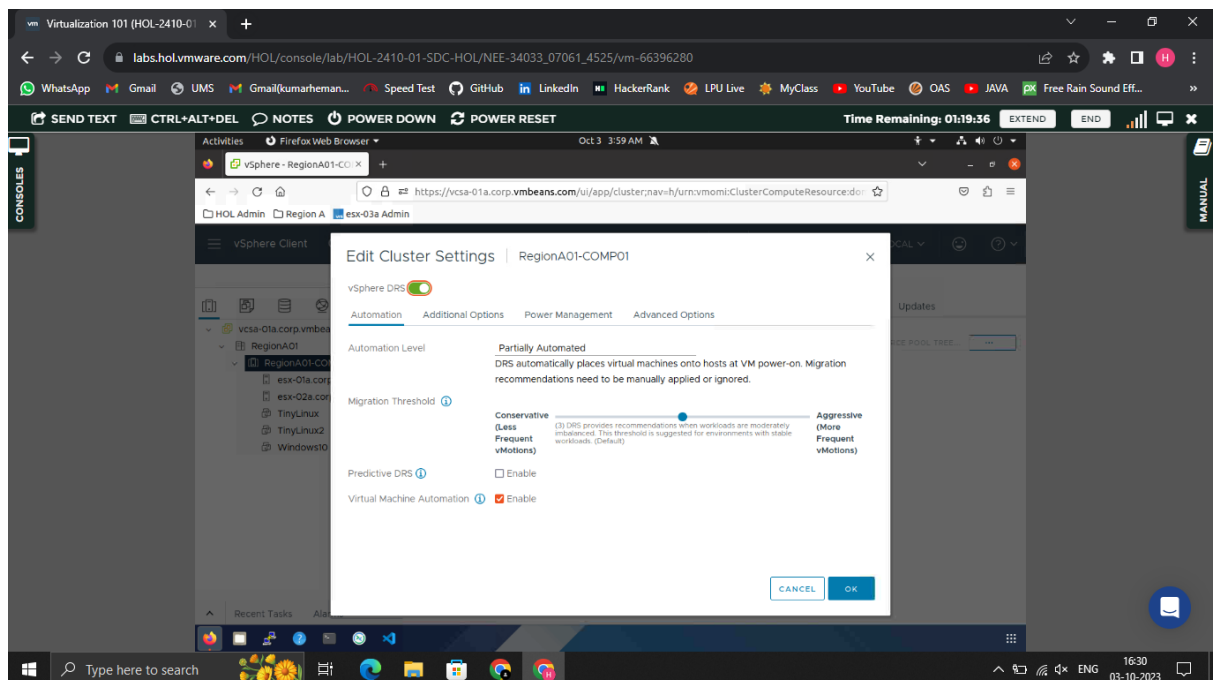 Virtualization 101 (HOL-2410-01
labs.hol.vmware.com/HOL/console/lab/HOL-2410-01-SDC-HOL/NEE-34033_07061_4525/vm-66396280
WhatsApp Gmail UMS Gmail(kumarheman... Speed Test GitHub LinkedIn HackerRank LPU Live MyClass YouTube OAS JAVA Free Rain Sound Eff... »
SEND TEXT CTRL+ALT+DEL NOTES POWER DOWN POWER RESET Time Remaining: 01:19:36 EXTEND END
CONSOLES
MANUAL
Activities Firefox Web Browser Oct 3 3:59 AM
vSphere - RegionA01-CO
https://vcsa-01a.corp.vmbeans.com/ui/app/cluster;nav=h/urn:vmomi:ClusterComputeResource:dor
HOL Admin Region A esx-03a Admin
vSphere Client OCAL
Updates
vcsa-01a.corp.vmbea
RegionA01
RegionA01-CO
esx-01a.corp
esx-02a.cor
TinyLinux
TinyLinux2
Windows10
Edit Cluster Settings | RegionA01-COMP01
vSphere DRS
Automation Additional Options Power Management Advanced Options
Automation Level Partially Automated
DRS automatically places virtual machines onto hosts at VM power-on. Migration
recommendations need to be manually applied or ignored.
Migration Threshold
Conservative
(Less
Frequent
vMotions)
(3) DRS provides recommendations when workloads are moderately
imbalanced. This threshold is suggested for environments with stable
workloads. (Default)
Aggressive
(More
Frequent
vMotions)
Predictive DRS Enable
Virtual Machine Automation Enable
CANCEL OK
RCE POOL TREE...
Recent Tasks Ala
Type here to search
ENG
16:30
03-10-2023